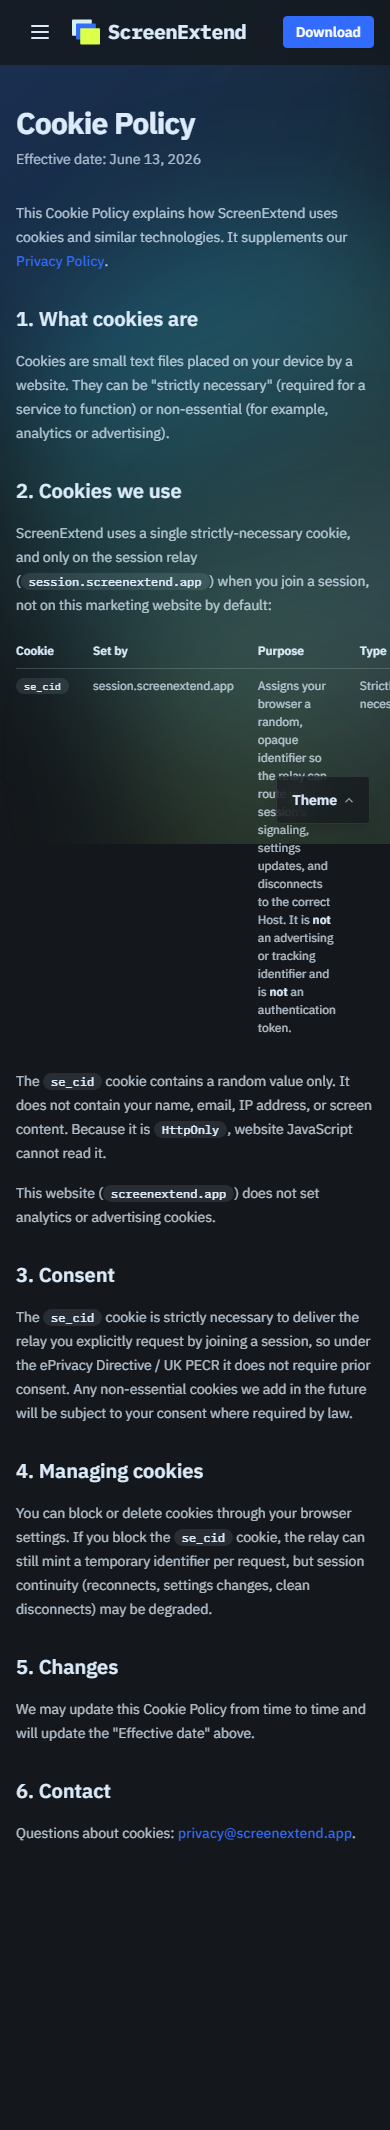 ScreenExtend
Download
Cookie Policy
Effective date: June 13, 2026
This Cookie Policy explains how ScreenExtend uses
cookies and similar technologies. It supplements our
Privacy Policy.
1. What cookies are
Cookies are small text files placed on your device by a
website. They can be "strictly necessary" (required for a
service to function) or non-essential (for example,
analytics or advertising).
2. Cookies we use
ScreenExtend uses a single strictly-necessary cookie,
and only on the session relay
(session.screenextend.app) when you join a session,
not on this marketing website by default:
Cookie Set by Purpose Type
se_cid session.screenextend.app Assigns your
browser a
random,
opaque
identifier so
the relay can
Theme
signaling,
settings
updates, and
disconnects
to the correct
Host. It is not
an advertising
or tracking
identifier and
is not an
authentication
token.
The se_cid cookie contains a random value only. It
does not contain your name, email, IP address, or screen
content. Because it is HttpOnly, website JavaScript
cannot read it.
This website (screenextend.app) does not set
analytics or advertising cookies.
3. Consent
The se_cid cookie is strictly necessary to deliver the
relay you explicitly request by joining a session, so under
the ePrivacy Directive / UK PECR it does not require prior
consent. Any non-essential cookies we add in the future
will be subject to your consent where required by law.
4. Managing cookies
You can block or delete cookies through your browser
settings. If you block the se_cid cookie, the relay can
still mint a temporary identifier per request, but session
continuity (reconnects, settings changes, clean
disconnects) may be degraded.
5. Changes
We may update this Cookie Policy from time to time and
will update the "Effective date" above.
6. Contact
Questions about cookies: privacy@screenextend.app.